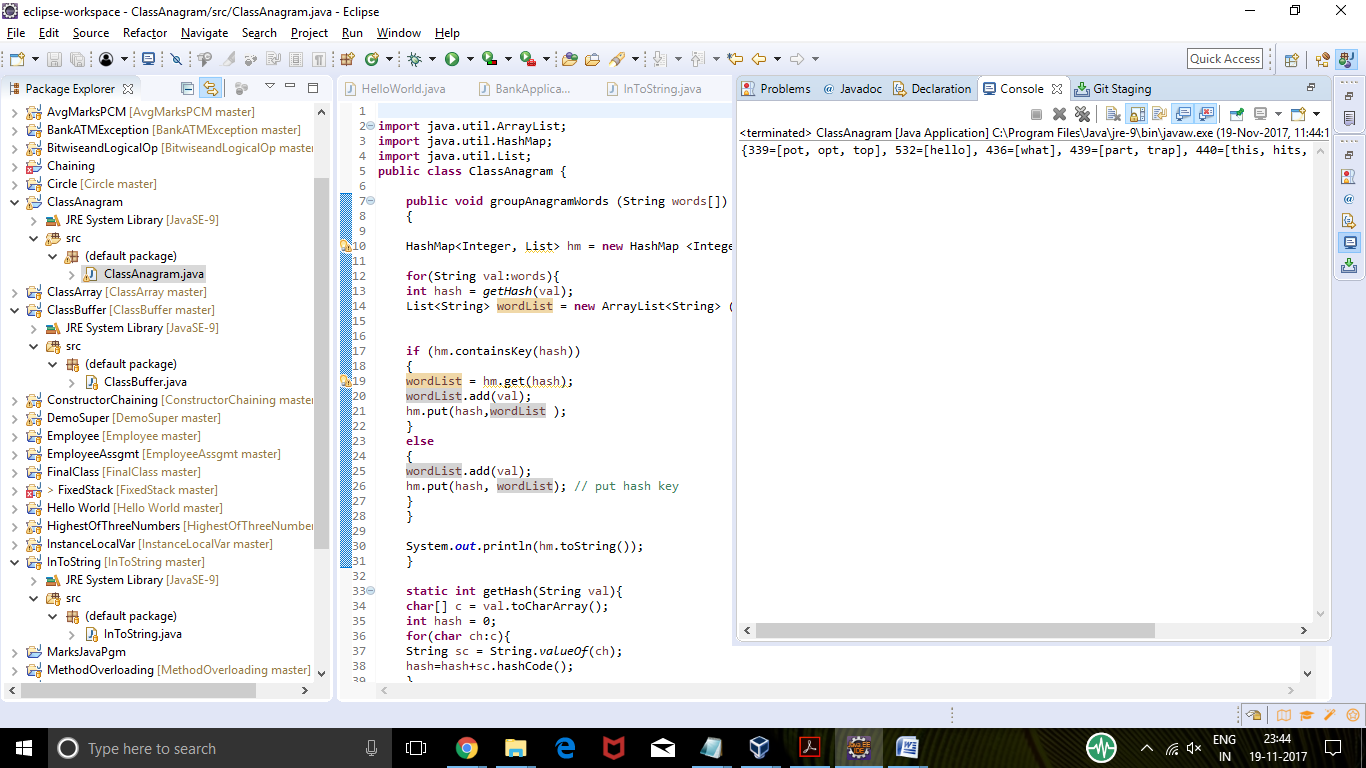 eclipse-workspace - ClassAnagram/src/ClassAnagram.java - Eclipse
File Edit Source Refactor Navigate Search Project Run Window Help
Quick Access
Package Explorer
AvgMarksPCM [AvgMarksPCM master]
BankATMException [BankATMException master]
BitwiseandLogicalOp [BitwiseandLogicalOp master
Chaining
Circle [Circle master]
ClassAnagram
JRE System Library [JavaSE-9]
src
(default package)
ClassAnagram.java
ClassArray [ClassArray master]
ClassBuffer [ClassBuffer master]
JRE System Library [JavaSE-9]
src
(default package)
ClassBuffer.java
ConstructorChaining [ConstructorChaining master
DemoSuper [DemoSuper master]
Employee [Employee master]
EmployeeAssgmt [EmployeeAssgmt master]
FinalClass [FinalClass master]
> FixedStack [FixedStack master]
Hello World [Hello World master]
HighestOfThreeNumbers [HighestOfThreeNumber
InstanceLocalVar [InstanceLocalVar master]
InToString [InToString master]
JRE System Library [JavaSE-9]
src
(default package)
InToString.java
MarksJavaPgm
MethodOverloading [MethodOverloading master]
HelloWorld.java BankApplica... InToString.java
1
2 import java.util.ArrayList;
3 import java.util.HashMap;
4 import java.util.List;
5 public class ClassAnagram {
6
7 public void groupAnagramWords (String words[])
8 {
9
10 HashMap<Integer, List> hm = new HashMap <Intege
11
12 for(String val:words){
13 int hash = getHash(val);
14 List<String> wordList = new ArrayList<String> (
15
16
17 if (hm.containsKey(hash))
18 {
19 wordList = hm.get(hash);
20 wordList.add(val);
21 hm.put(hash,wordList );
22 }
23 else
24 {
25 wordList.add(val);
26 hm.put(hash, wordList); // put hash key
27 }
28 }
29
30 System.out.println(hm.toString());
31 }
32
33 static int getHash(String val){
34 char[] c = val.toCharArray();
35 int hash = 0;
36 for(char ch:c){
37 String sc = String.valueOf(ch);
38 hash=hash+sc.hashCode();
39 }
Problems @ Javadoc Declaration Console Git Staging
<terminated> ClassAnagram [Java Application] C:\Program Files\Java\jre-9\bin\javaw.exe (19-Nov-2017, 11:44:1
{339=[pot, opt, top], 532=[hello], 436=[what], 439=[part, trap], 440=[this, hits,
Type here to search
ENG
IN
23:44
19-11-2017